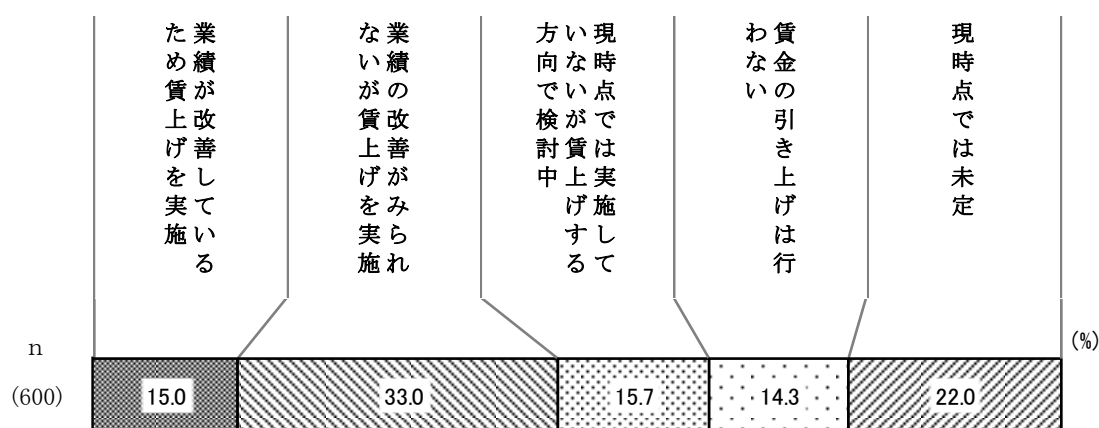 業績が改善している
ため賃上げを実施
業績の改善がみられ
ないが賃上げを実施
現時点では実施して
いないが賃上げする
方向で検討中
賃金の引き上げは行
わない
現時点では未定
(%)
n
(600)
15.0
33.0
15.7
14.3
22.0